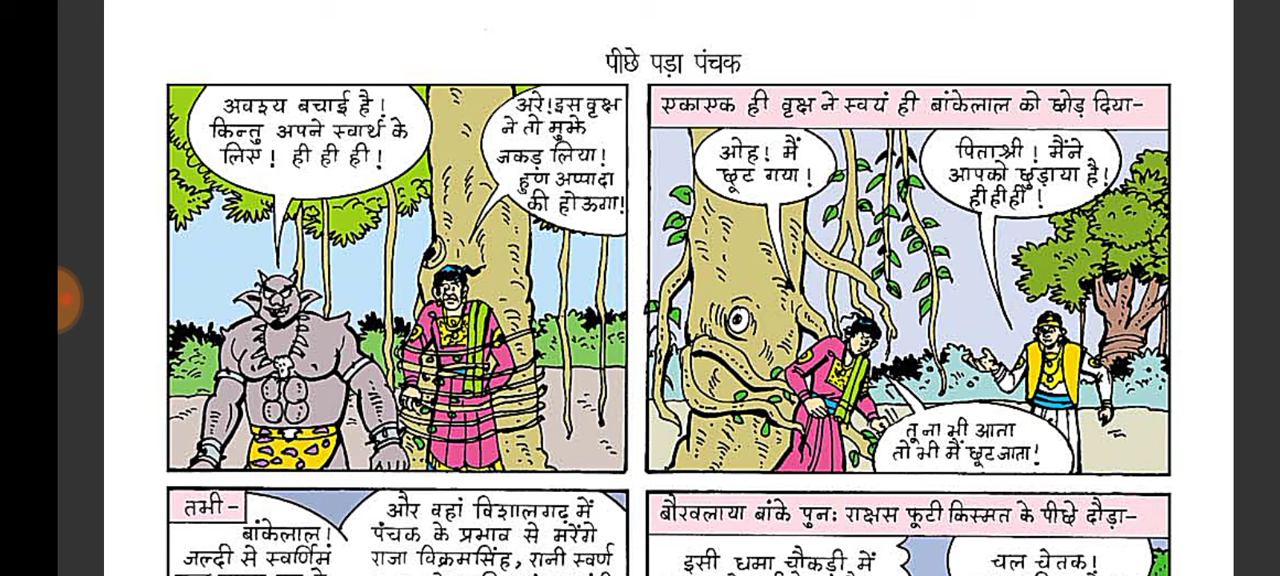 पीछे पड़ा पंचक
अवश्य बचाई है!
किन्तु अपने स्वार्थ के
लिए! ही ही ही!
अरे! इस वृक्ष
ने तो मुझे
जकड़ लिया!
हुण अप्पादा
की होऊगा!
एकाएक ही वृक्ष ने स्वयं ही बांकेलाल को छोड़ दिया-
ओह! मैं
छूट गया!
पिताश्री! मैंने
आपको छुड़ाया है!
ही ही ही!
तू ना भी आता
तो भी मैं छूट जाता!
तभी-
बांकेलाल!
जल्दी से स्वर्णिम
और वहां विशालगढ़ में
पंचक के प्रभाव से मरेंगे
राजा विक्रमसिंह, रानी स्वर्ण
बौखलाया बांके पुनः राक्षस फूटी किस्मत के पीछे दौड़ा-
इसी धमा चौकड़ी में
चल चेतक!